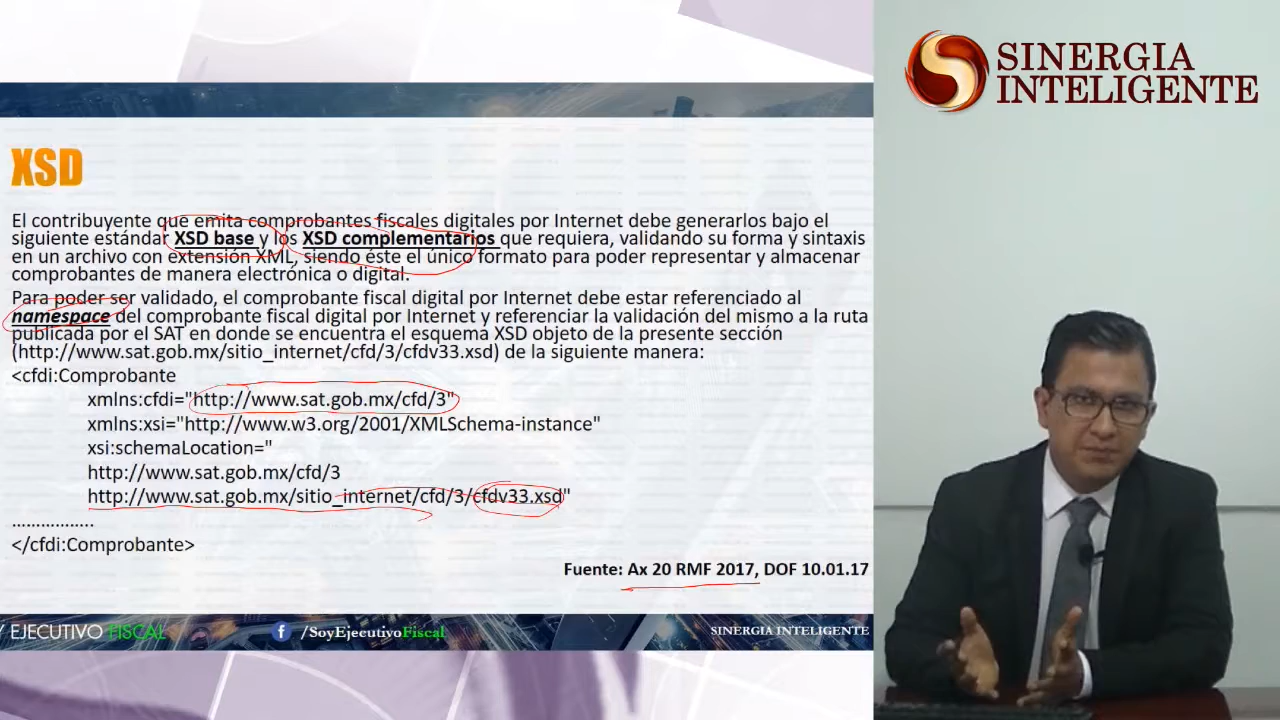 SINERGIA
INTELIGENTE
XSD
El contribuyente que emita comprobantes fiscales digitales por Internet debe generarlos bajo el
siguiente estándar XSD base y los XSD complementarios que requiera, validando su forma y sintaxis
en un archivo con extensión XML, siendo éste el único formato para poder representar y almacenar
comprobantes de manera electrónica o digital.
Para poder ser validado, el comprobante fiscal digital por Internet debe estar referenciado al
namespace del comprobante fiscal digital por Internet y referenciar la validación del mismo a la ruta
publicada por el SAT en donde se encuentra el esquema XSD objeto de la presente sección
(http://www.sat.gob.mx/sitio_internet/cfd/3/cfdv33.xsd) de la siguiente manera:
<cfdi:Comprobante
xmlns:cfdi="http://www.sat.gob.mx/cfd/3"
xmlns:xsi="http://www.w3.org/2001/XMLSchema-instance"
xsi:schemaLocation="
http://www.sat.gob.mx/cfd/3
http://www.sat.gob.mx/sitio_internet/cfd/3/cfdv33.xsd"
……………..
</cfdi:Comprobante>
Fuente: Ax 20 RMF 2017, DOF 10.01.17
Y EJECUTIVO FISCAL
f /SoyEjecutivoFiscal
SINERGIA INTELIGENTE